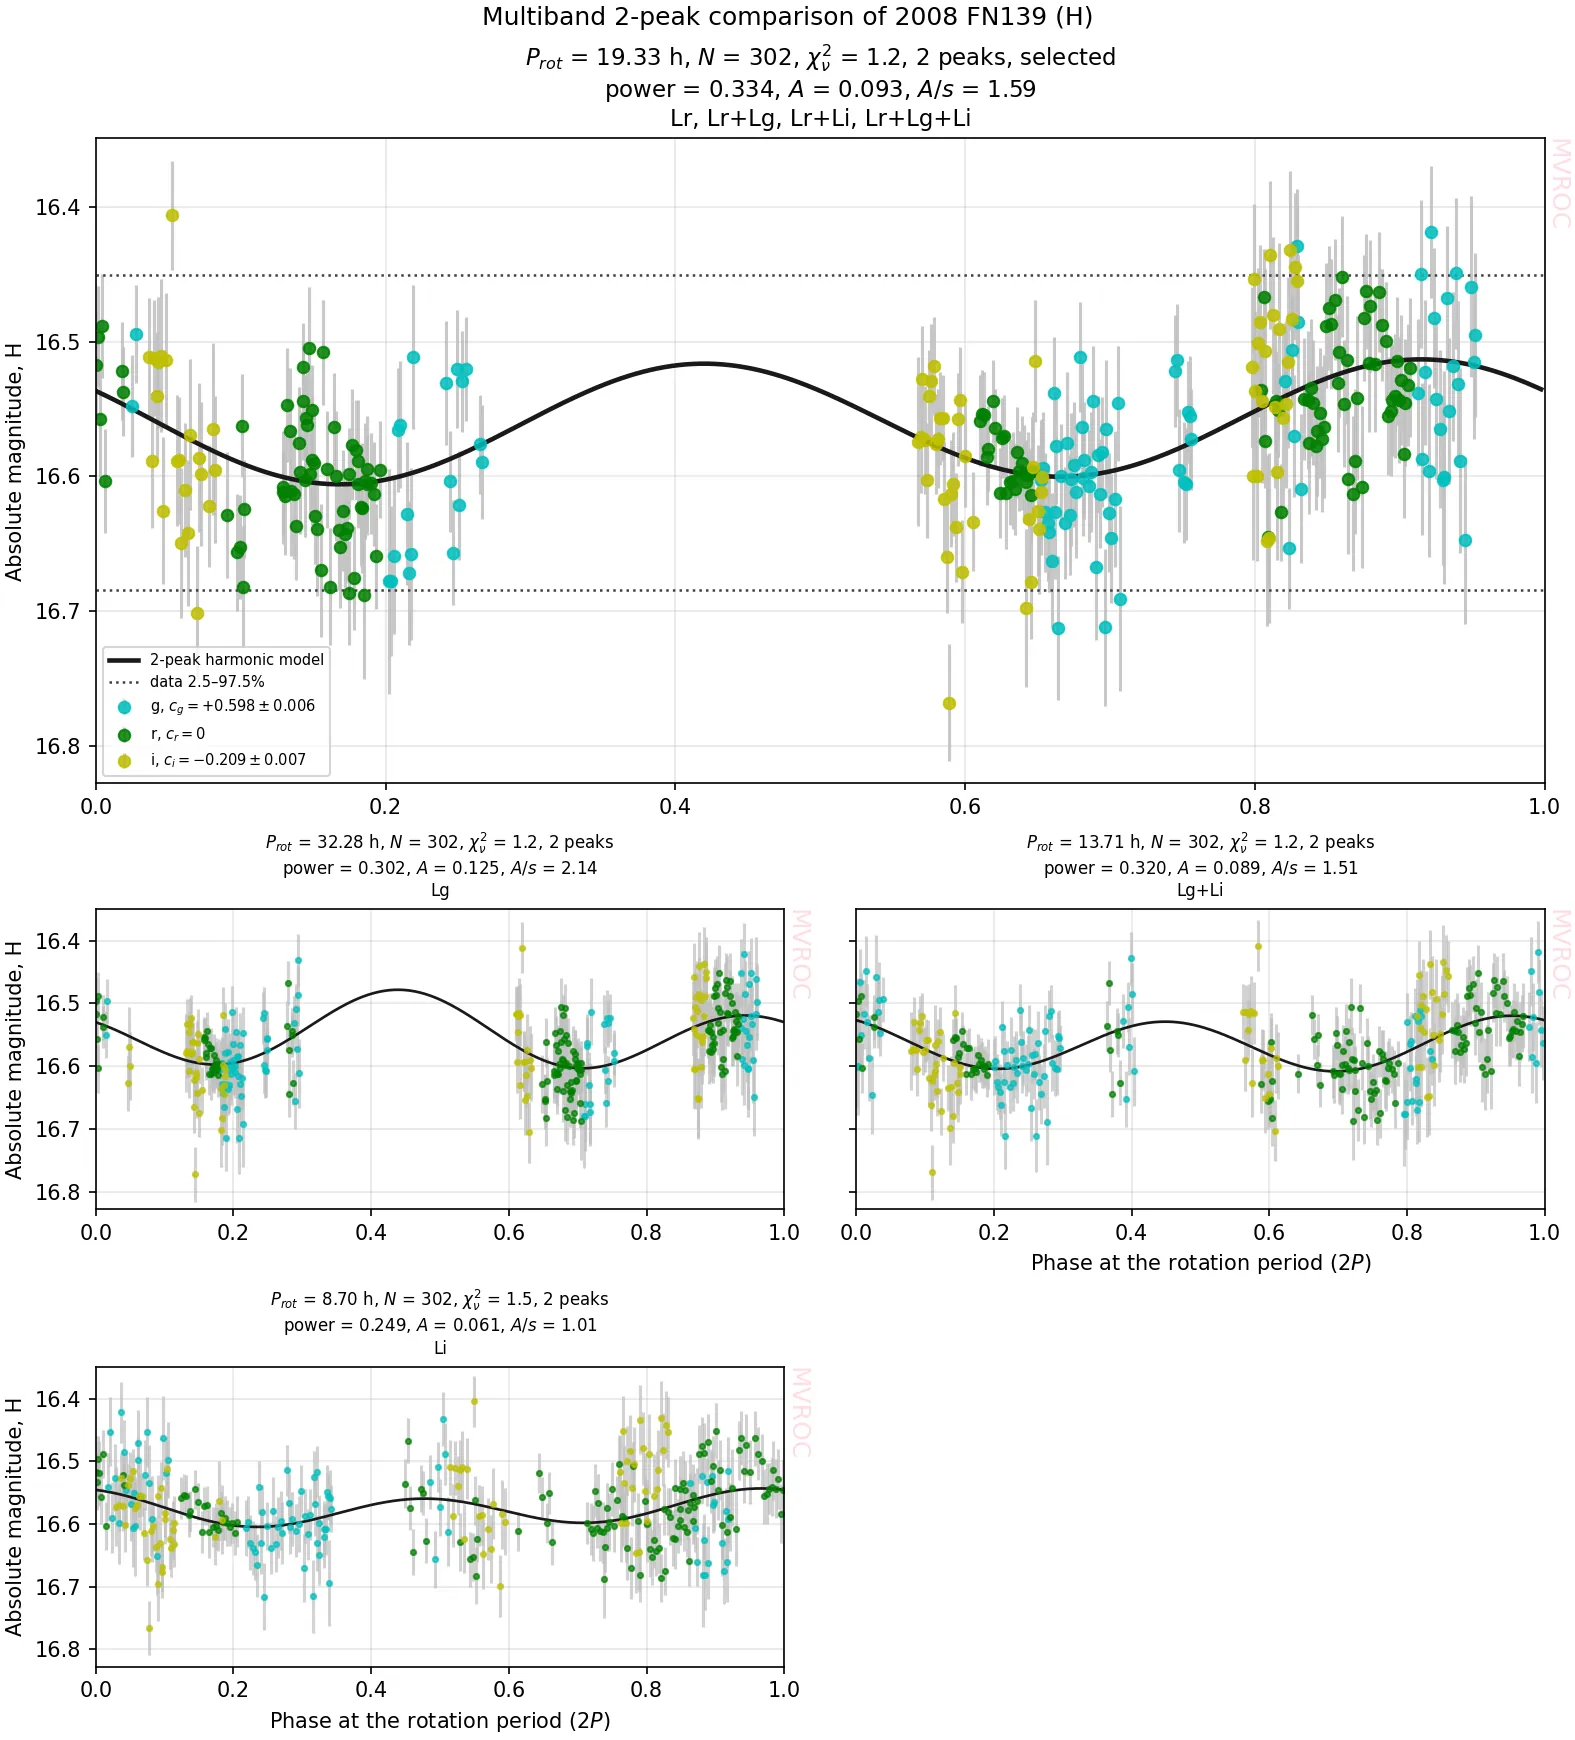 Multiband 2-peak comparison of 2008 FN139 (H)
P_rot = 19.33 h, N = 302, χ²_ν = 1.2, 2 peaks, selected
power = 0.334, A = 0.093, A/s = 1.59
Lr, Lr+Lg, Lr+Li, Lr+Lg+Li
MVROC
Absolute magnitude, H
16.4
16.5
16.6
16.7
16.8
2-peak harmonic model
data 2.5–97.5%
g, c_g = +0.598 ± 0.006
r, c_r = 0
i, c_i = −0.209 ± 0.007
0.0 0.2 0.4 0.6 0.8 1.0
P_rot = 32.28 h, N = 302, χ²_ν = 1.2, 2 peaks
power = 0.302, A = 0.125, A/s = 2.14
Lg
MVROC
Absolute magnitude, H
16.4
16.5
16.6
16.7
16.8
0.0 0.2 0.4 0.6 0.8 1.0
P_rot = 13.71 h, N = 302, χ²_ν = 1.2, 2 peaks
power = 0.320, A = 0.089, A/s = 1.51
Lg+Li
MVROC
0.0 0.2 0.4 0.6 0.8 1.0
Phase at the rotation period (2P)
P_rot = 8.70 h, N = 302, χ²_ν = 1.5, 2 peaks
power = 0.249, A = 0.061, A/s = 1.01
Li
MVROC
Absolute magnitude, H
16.4
16.5
16.6
16.7
16.8
0.0 0.2 0.4 0.6 0.8 1.0
Phase at the rotation period (2P)